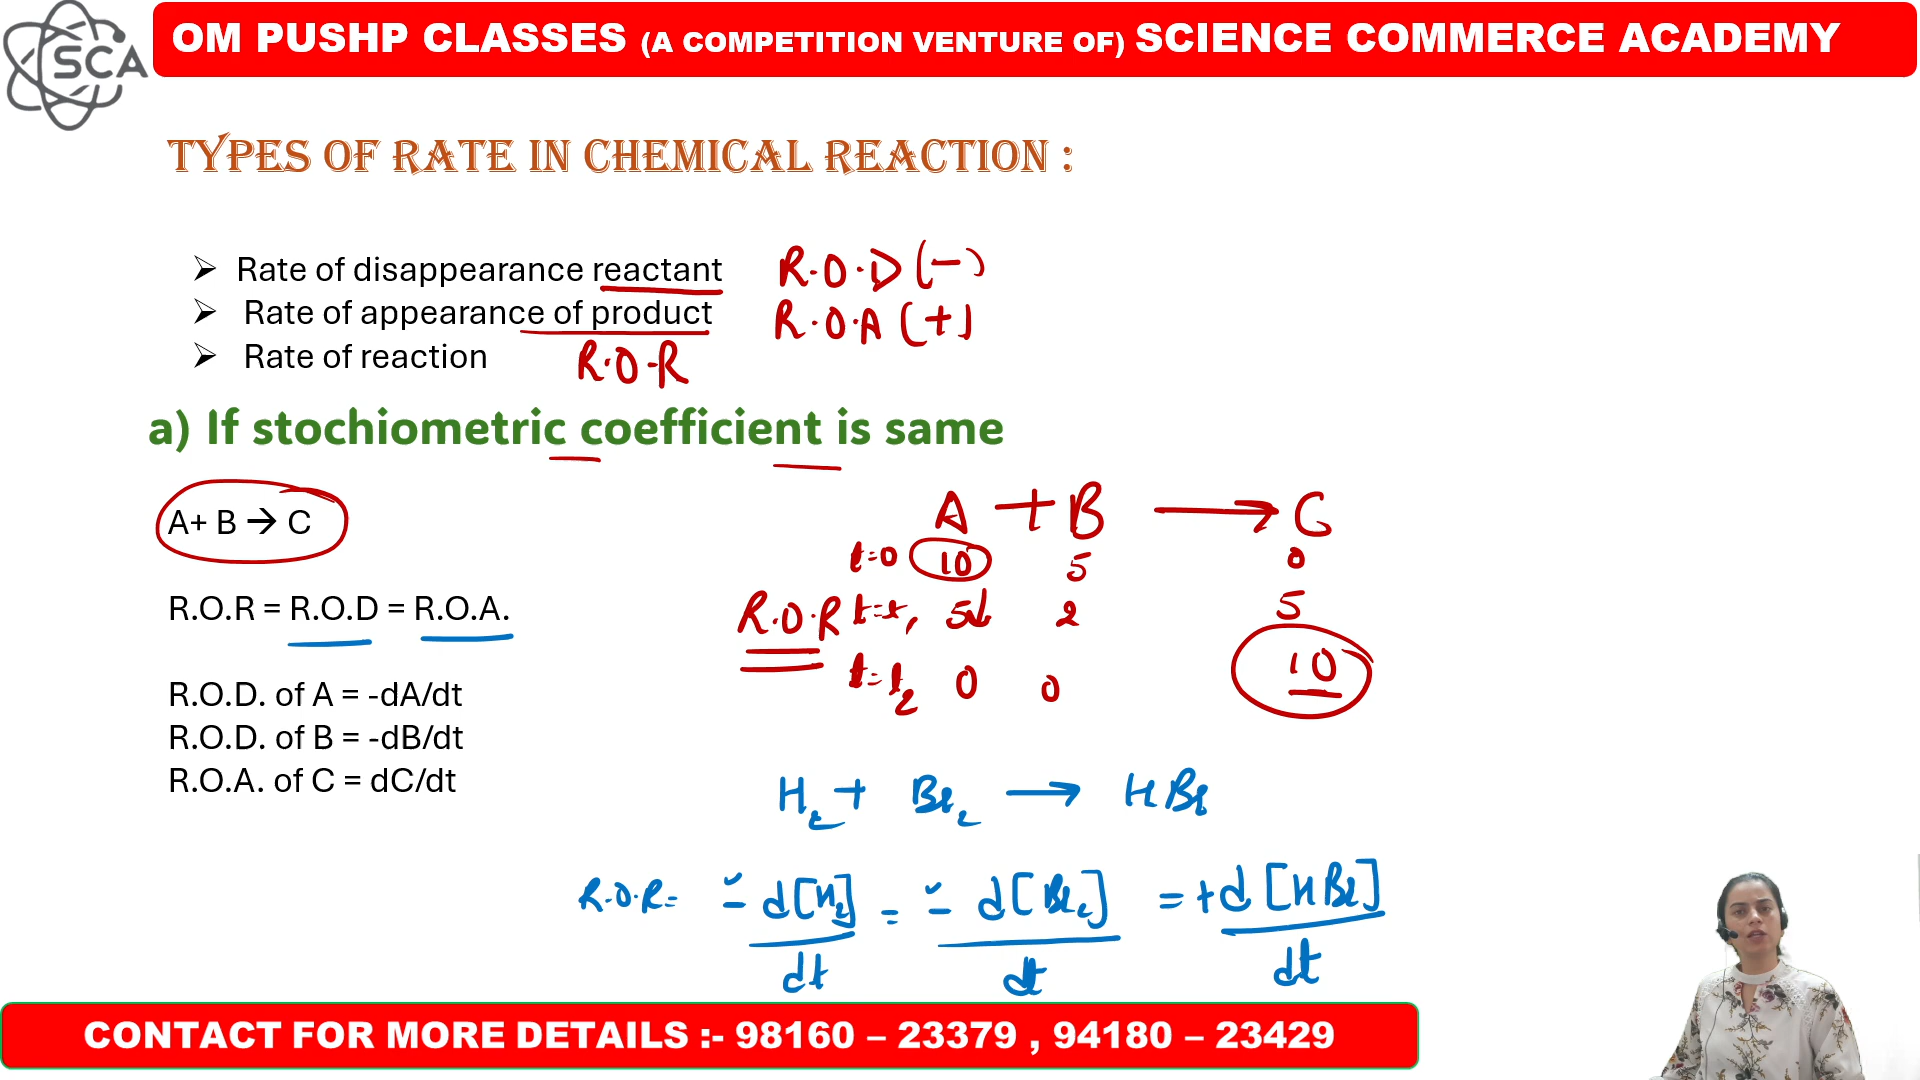 SCA
OM PUSHP CLASSES (A COMPETITION VENTURE OF) SCIENCE COMMERCE ACADEMY
TYPES OF RATE IN CHEMICAL REACTION :
➢ Rate of disappearance reactant R.O.D (-)
➢ Rate of appearance of product R.O.A (+)
➢ Rate of reaction R.O.R
a) If stochiometric coefficient is same
A+ B → C
A + B → C
t=0 10 5 0
R.O.R = R.O.D = R.O.A.
R.O.R t=t1 5 2 5
t=t2 0 0 10
R.O.D. of A = -dA/dt
R.O.D. of B = -dB/dt
R.O.A. of C = dC/dt
H2 + Br2 → HBr
R.O.R = - d[H2]/dt = - d[Br2]/dt = + d[HBr]/dt
CONTACT FOR MORE DETAILS :- 98160 – 23379 , 94180 – 23429